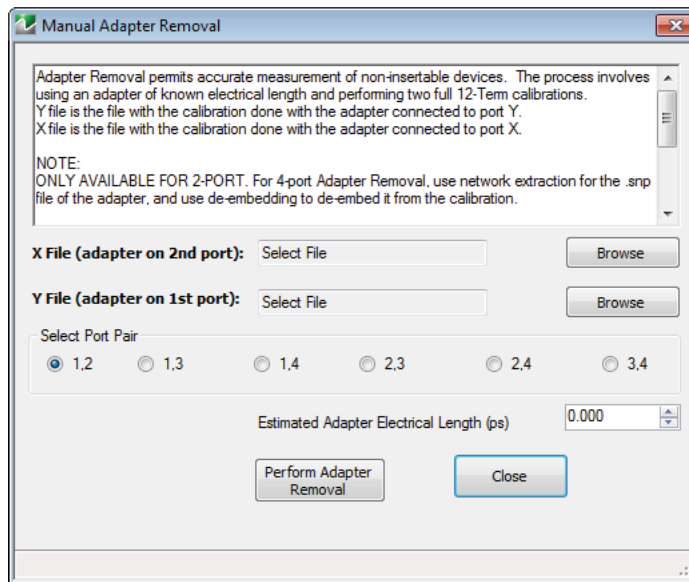 Manual Adapter Removal
Adapter Removal permits accurate measurement of non-insertable devices. The process involves
using an adapter of known electrical length and performing two full 12-Term calibrations.
Y file is the file with the calibration done with the adapter connected to port Y.
X file is the file with the calibration done with the adapter connected to port X.
NOTE:
ONLY AVAILABLE FOR 2-PORT. For 4-port Adapter Removal, use network extraction for the .snp
file of the adapter, and use de-embedding to de-embed it from the calibration.
X File (adapter on 2nd port): Select File Browse
Y File (adapter on 1st port): Select File Browse
Select Port Pair
1,2 1,3 1,4 2,3 2,4 3,4
Estimated Adapter Electrical Length (ps) 0.000
Perform Adapter
Removal
Close